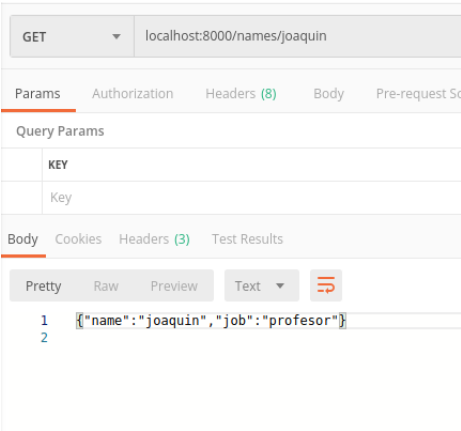 GET localhost:8000/names/joaquin
Params Authorization Headers (8) Body Pre-request Sc
Query Params
KEY
Key
Body Cookies Headers (3) Test Results
Pretty Raw Preview Text
1 {"name":"joaquin","job":"profesor"}
2